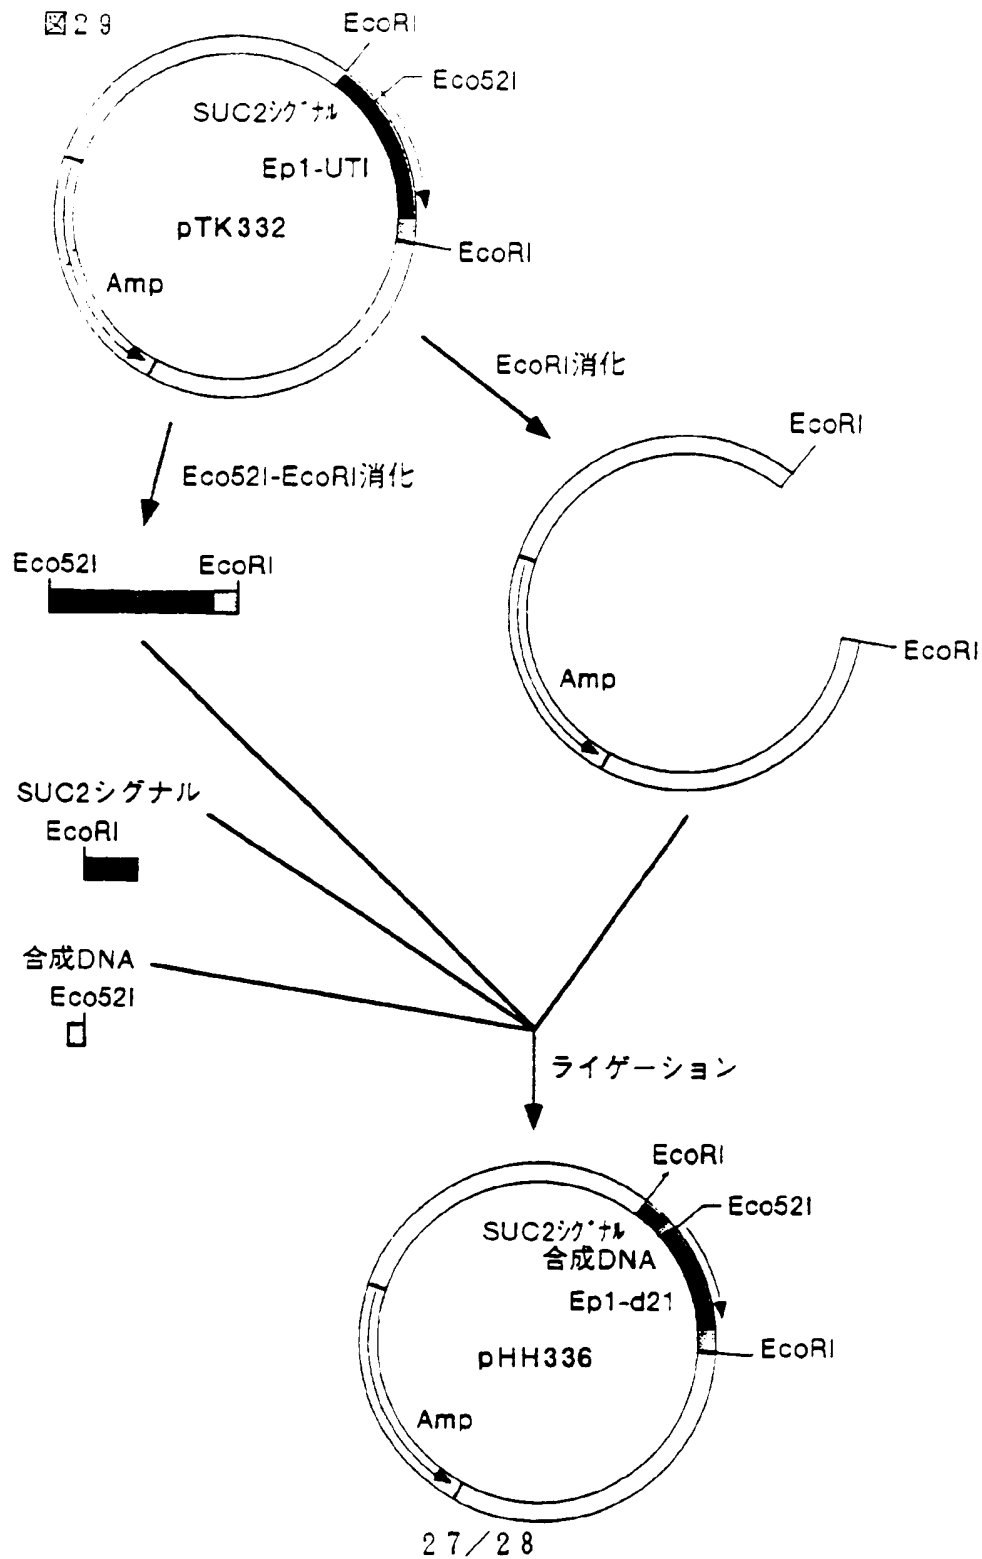 図29
EcoRI
Eco52I
SUC2シグナル
Ep1-UTI
pTK332
EcoRI
Amp
EcoRI消化
EcoRI
Eco52I-EcoRI消化
Eco52I EcoRI
EcoRI
Amp
SUC2シグナル
EcoRI
合成DNA
Eco52I
ライゲーション
EcoRI
Eco52I
SUC2シグナル
合成DNA
Ep1-d21
EcoRI
pHH336
Amp
27/28